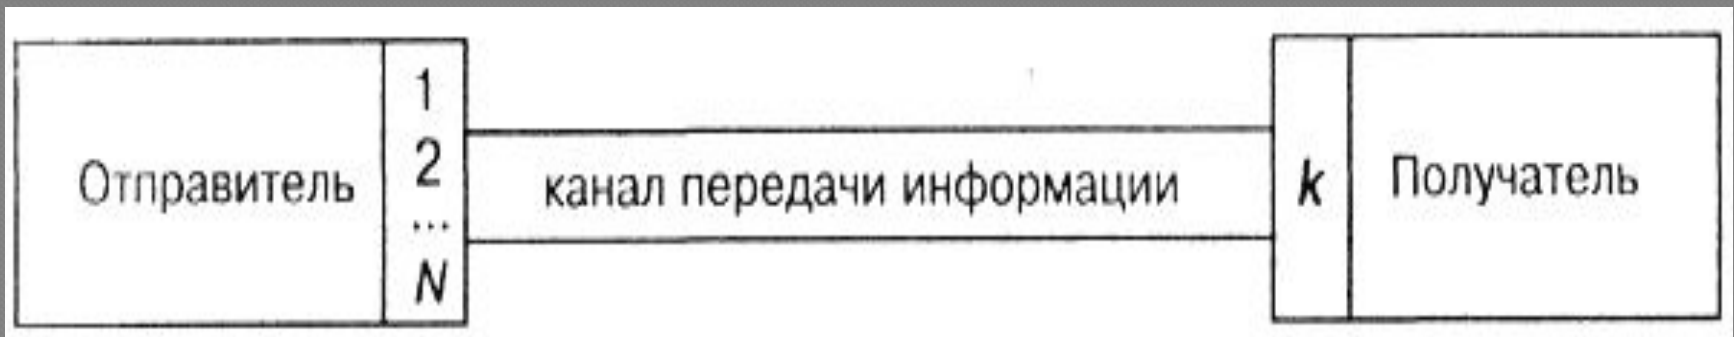 Отправитель
1
2
...
N
канал передачи информации
k
Получатель